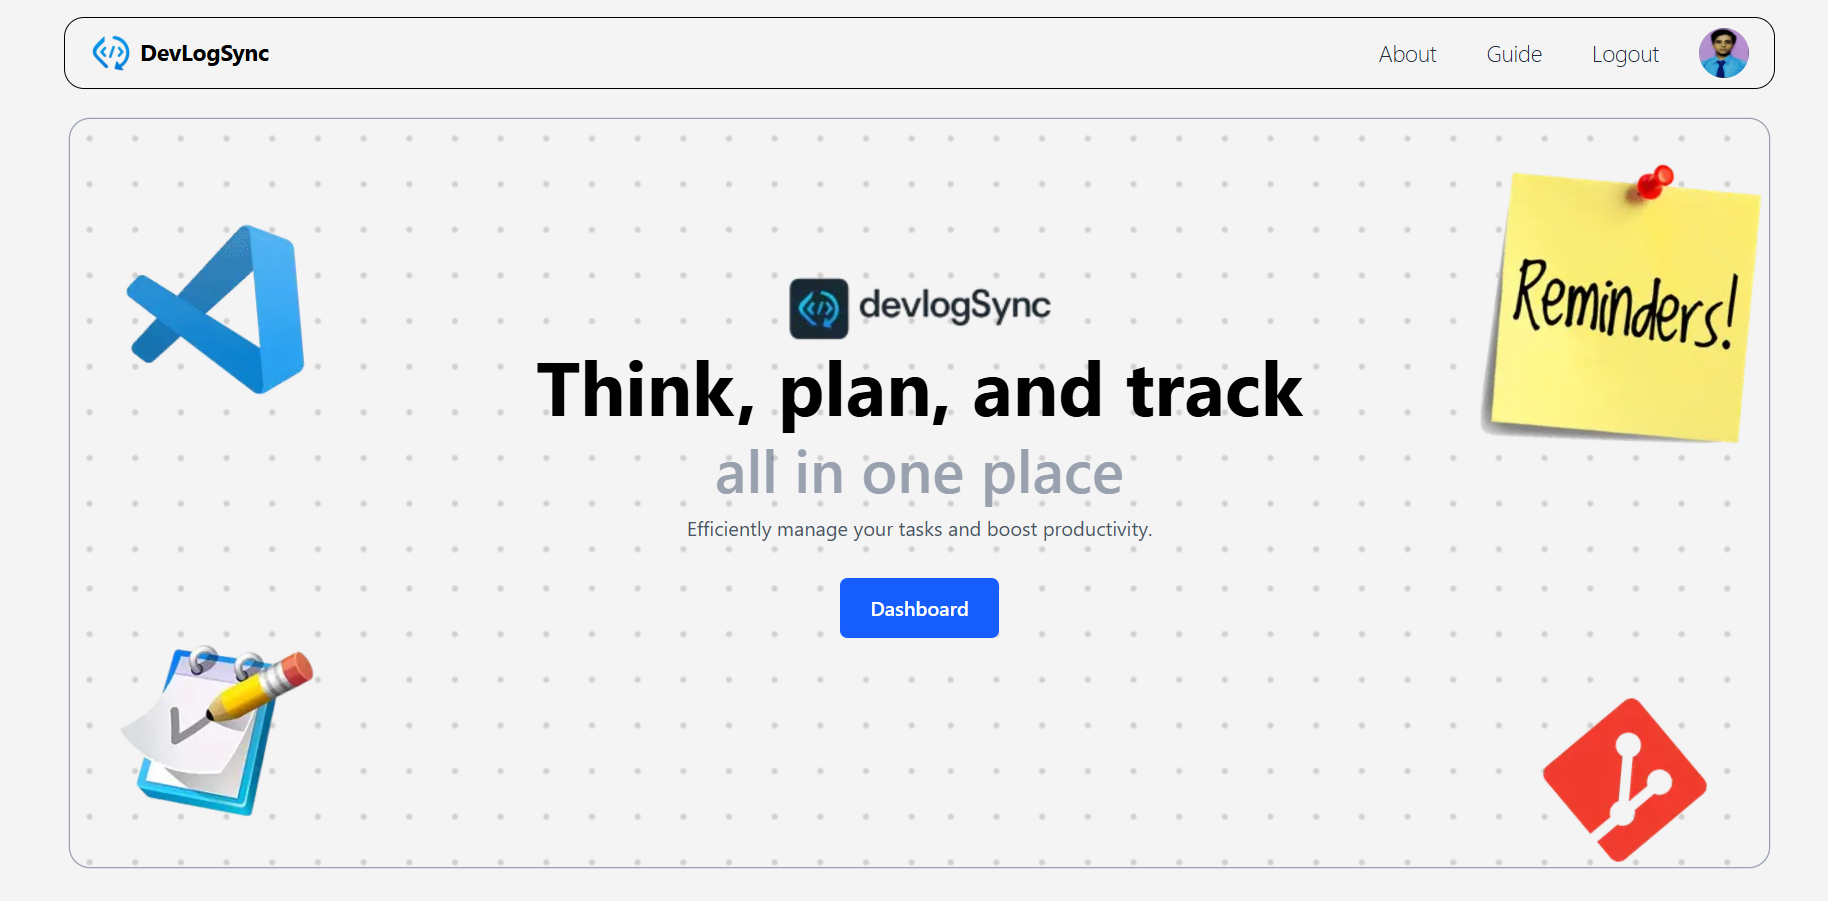 DevLogSync
About
Guide
Logout
devlogSync
Reminders!
Think, plan, and track
all in one place
Efficiently manage your tasks and boost productivity.
Dashboard